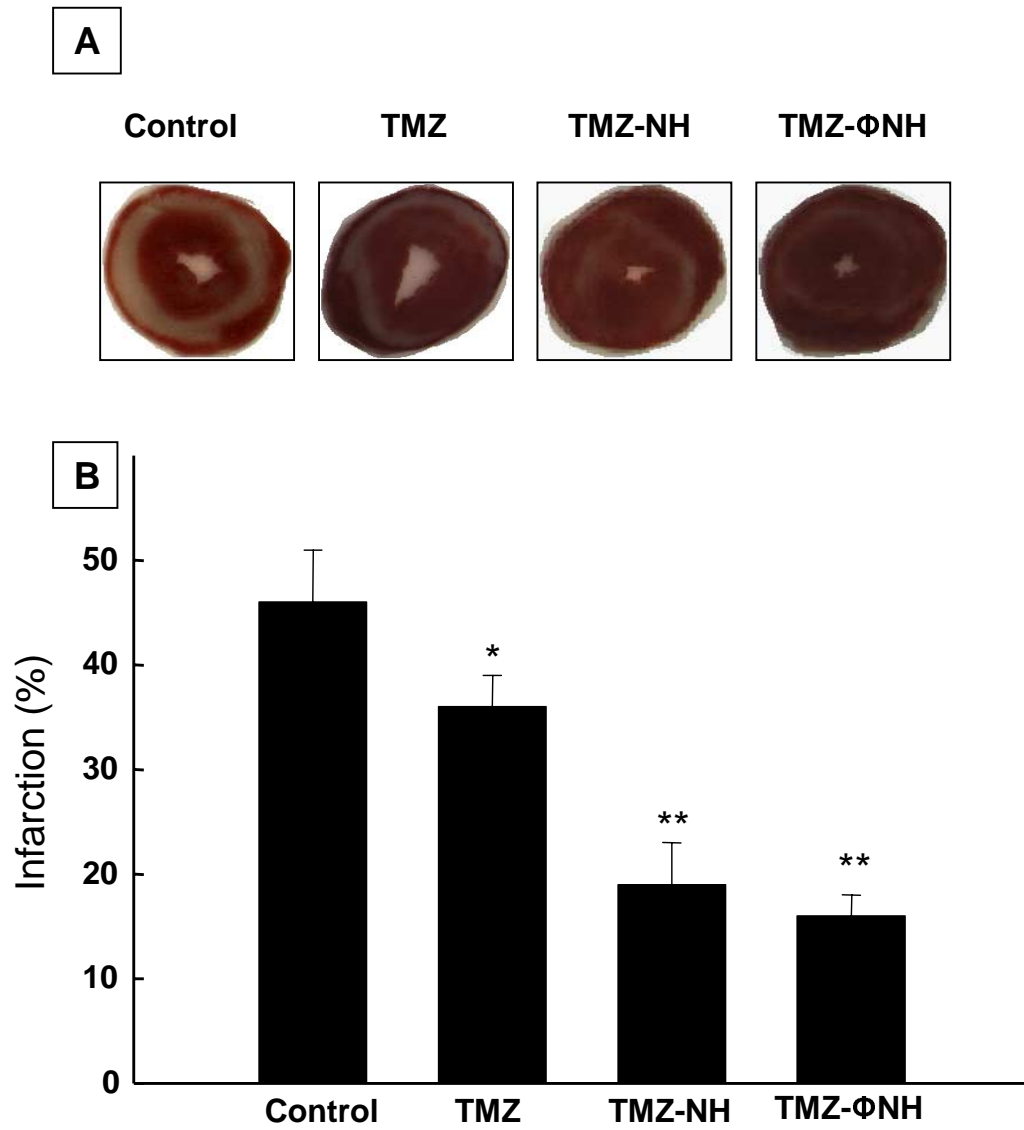 A
Control TMZ TMZ-NH TMZ-ΦNH
B
Infarction (%)
50
40
30
20
10
0
*
**
**
Control TMZ TMZ-NH TMZ-ΦNH